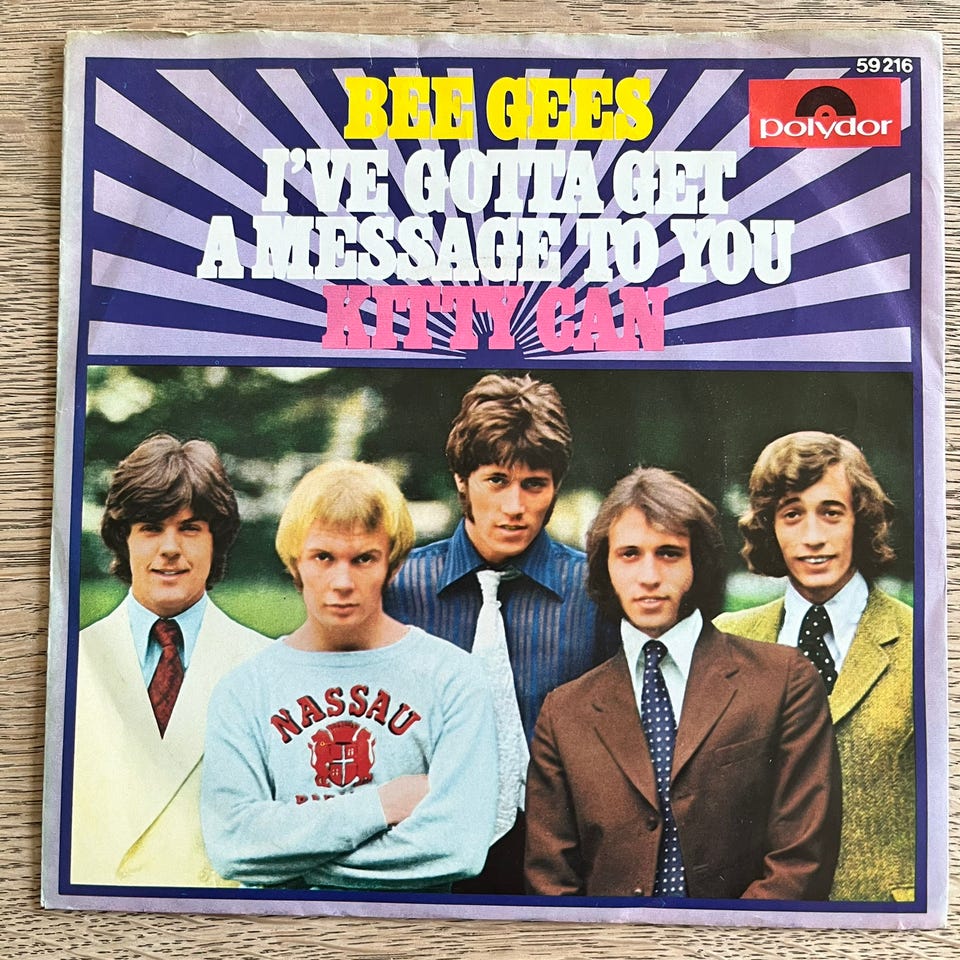 59 216
BEE GEES
polydor
I'VE GOTTA GET
A MESSAGE TO YOU
KITTY CAN
NASSAU